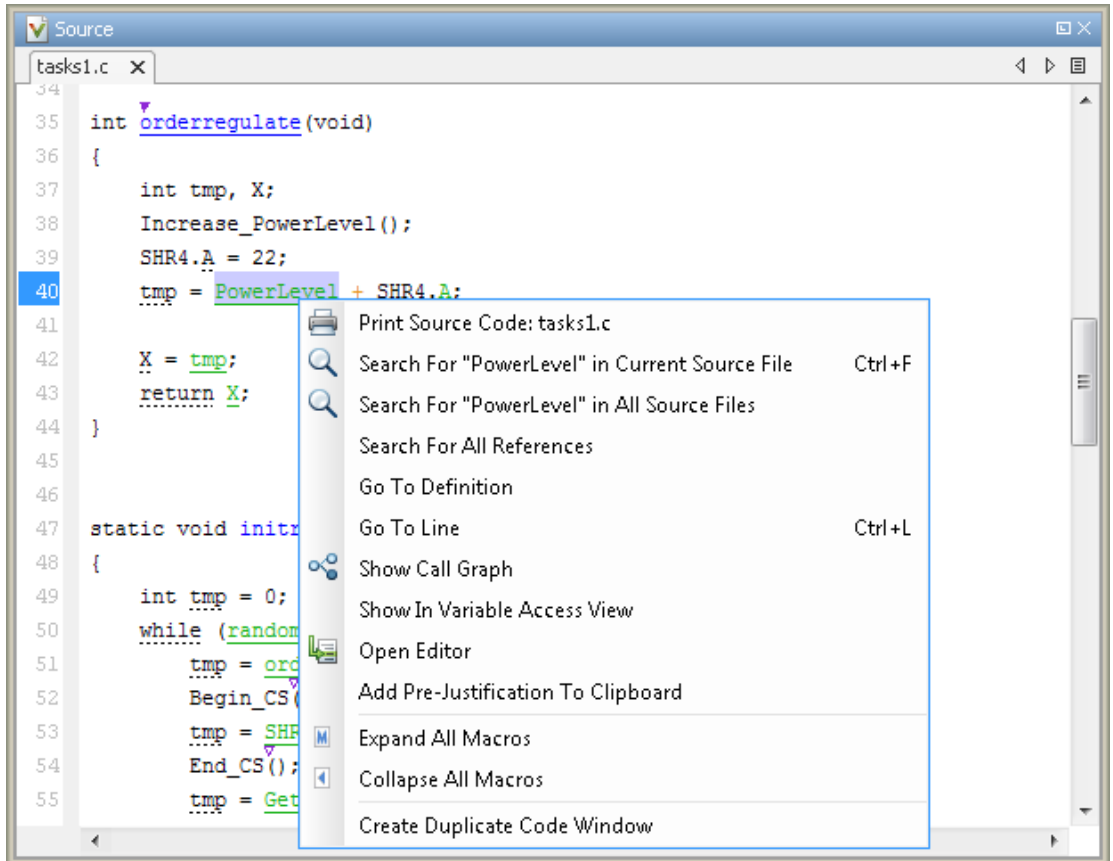 Source
tasks1.c
34
35 int orderregulate(void)
36 {
37 int tmp, X;
38 Increase_PowerLevel();
39 SHR4.A = 22;
40 tmp = PowerLevel + SHR4.A;
41
42 X = tmp;
43 return X;
44 }
45
46
47 static void initr
48 {
49 int tmp = 0;
50 while (random
51 tmp = ord
52 Begin_CS(
53 tmp = SHR
54 End_CS();
55 tmp = Get
Print Source Code: tasks1.c
Search For "PowerLevel" in Current Source File Ctrl+F
Search For "PowerLevel" in All Source Files
Search For All References
Go To Definition
Go To Line Ctrl+L
Show Call Graph
Show In Variable Access View
Open Editor
Add Pre-Justification To Clipboard
M Expand All Macros
Collapse All Macros
Create Duplicate Code Window